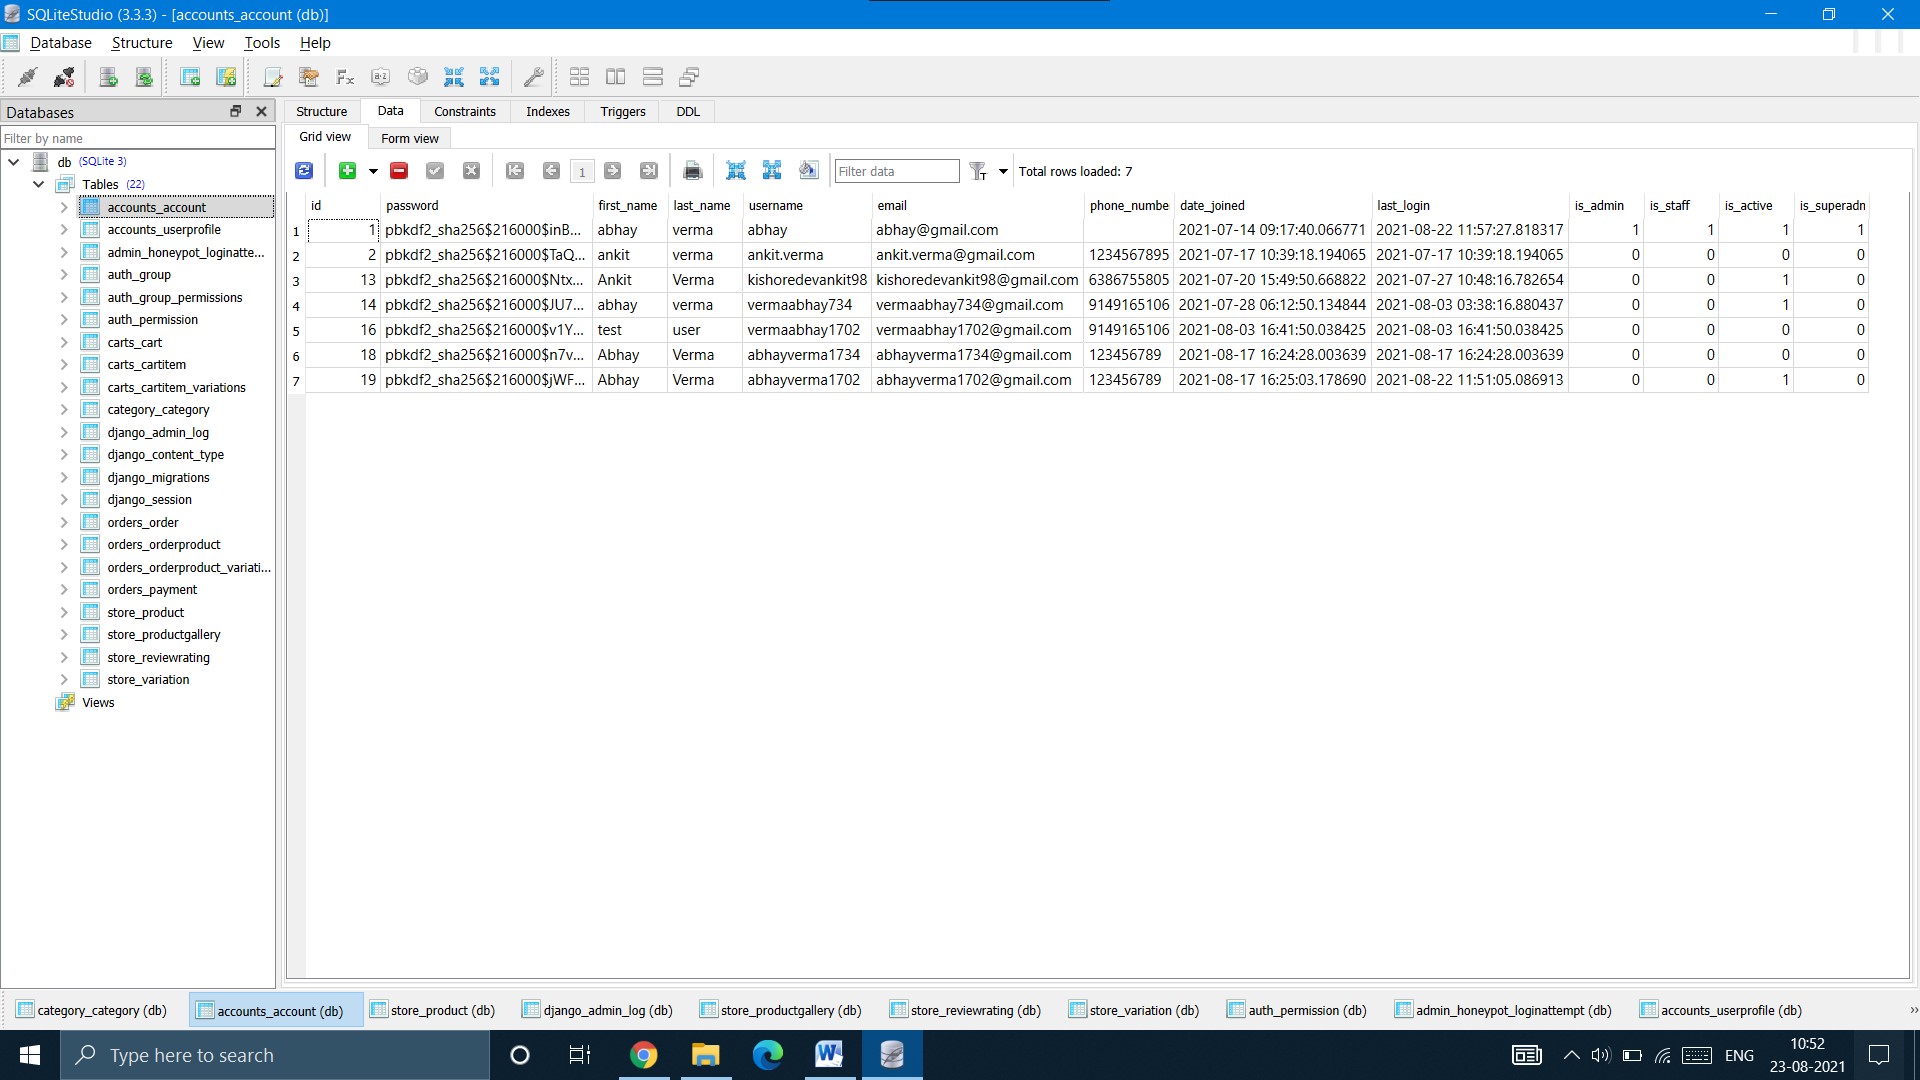 SQLiteStudio (3.3.3) - [accounts_account (db)]
Database Structure View Tools Help
Databases
Filter by name
db (SQLite 3)
Tables (22)
accounts_account
accounts_userprofile
admin_honeypot_loginatte...
auth_group
auth_group_permissions
auth_permission
carts_cart
carts_cartitem
carts_cartitem_variations
category_category
django_admin_log
django_content_type
django_migrations
django_session
orders_order
orders_orderproduct
orders_orderproduct_variati...
orders_payment
store_product
store_productgallery
store_reviewrating
store_variation
Views
Structure Data Constraints Indexes Triggers DDL
Grid view Form view
1 Filter data Total rows loaded: 7
id password first_name last_name username email phone_numbe date_joined last_login is_admin is_staff is_active is_superadn
1 1 pbkdf2_sha256$216000$inB... abhay verma abhay abhay@gmail.com 2021-07-14 09:17:40.066771 2021-08-22 11:57:27.818317 1 1 1 1
2 2 pbkdf2_sha256$216000$TaQ... ankit verma ankit.verma ankit.verma@gmail.com 1234567895 2021-07-17 10:39:18.194065 2021-07-17 10:39:18.194065 0 0 0 0
3 13 pbkdf2_sha256$216000$Ntx... Ankit Verma kishoredevankit98 kishoredevankit98@gmail.com 6386755805 2021-07-20 15:49:50.668822 2021-07-27 10:48:16.782654 0 0 1 0
4 14 pbkdf2_sha256$216000$JU7... abhay verma vermaabhay734 vermaabhay734@gmail.com 9149165106 2021-07-28 06:12:50.134844 2021-08-03 03:38:16.880437 0 0 1 0
5 16 pbkdf2_sha256$216000$v1Y... test user vermaabhay1702 vermaabhay1702@gmail.com 9149165106 2021-08-03 16:41:50.038425 2021-08-03 16:41:50.038425 0 0 0 0
6 18 pbkdf2_sha256$216000$n7v... Abhay Verma abhayverma1734 abhayverma1734@gmail.com 123456789 2021-08-17 16:24:28.003639 2021-08-17 16:24:28.003639 0 0 0 0
7 19 pbkdf2_sha256$216000$jWF... Abhay Verma abhayverma1702 abhayverma1702@gmail.com 123456789 2021-08-17 16:25:03.178690 2021-08-22 11:51:05.086913 0 0 1 0
category_category (db) accounts_account (db) store_product (db) django_admin_log (db) store_productgallery (db) store_reviewrating (db) store_variation (db) auth_permission (db) admin_honeypot_loginattempt (db) accounts_userprofile (db) »
Type here to search ENG 10:52
23-08-2021